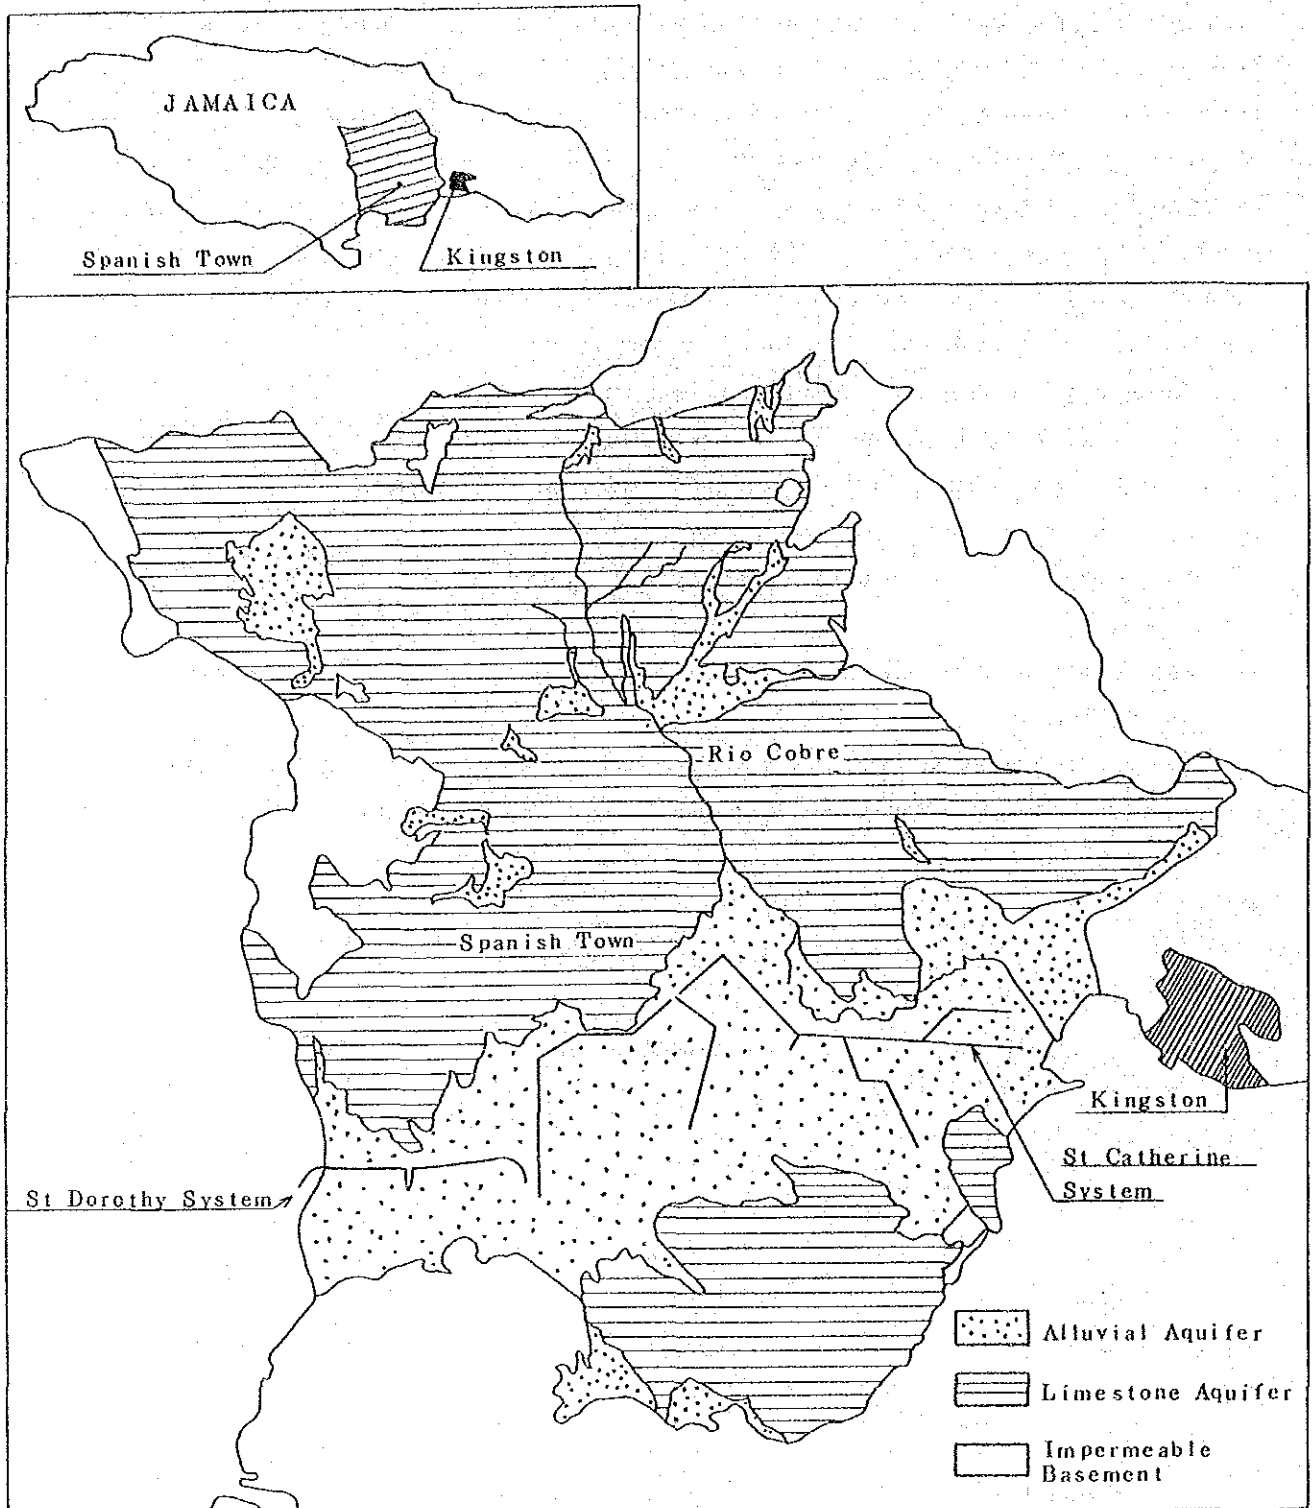 JAMAICA
Spanish Town
Kingston
Rio Cobre
Spanish Town
Kingston
St Catherine
System
St Dorothy System
Alluvial Aquifer
Limestone Aquifer
Impermeable
Basement